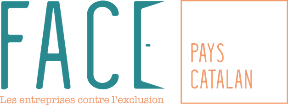 FACE
Les entreprises contre l'exclusion
PAYS
CATALAN